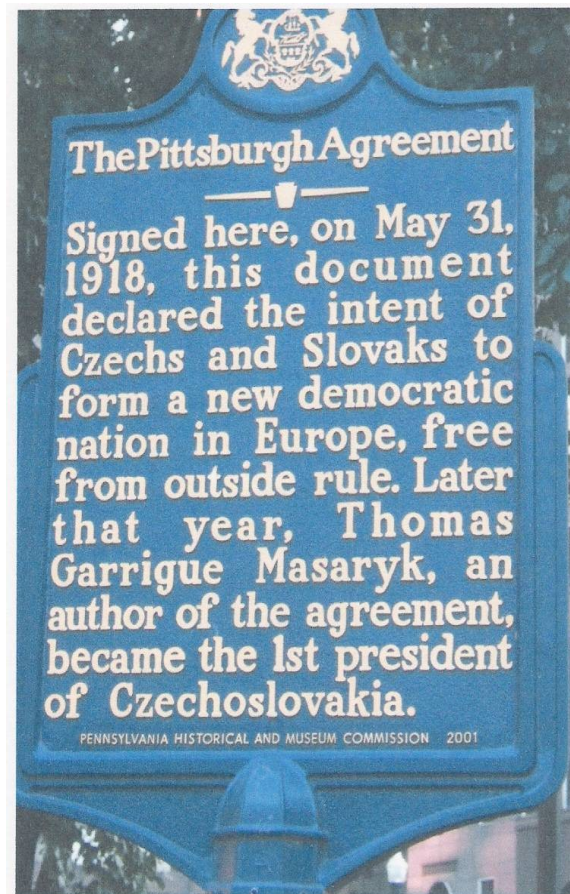 The Pittsburgh Agreement
Signed here, on May 31,
1918, this document
declared the intent of
Czechs and Slovaks to
form a new democratic
nation in Europe, free
from outside rule. Later
that year, Thomas
Garrigue Masaryk, an
author of the agreement,
became the 1st president
of Czechoslovakia.
PENNSYLVANIA HISTORICAL AND MUSEUM COMMISSION 2001